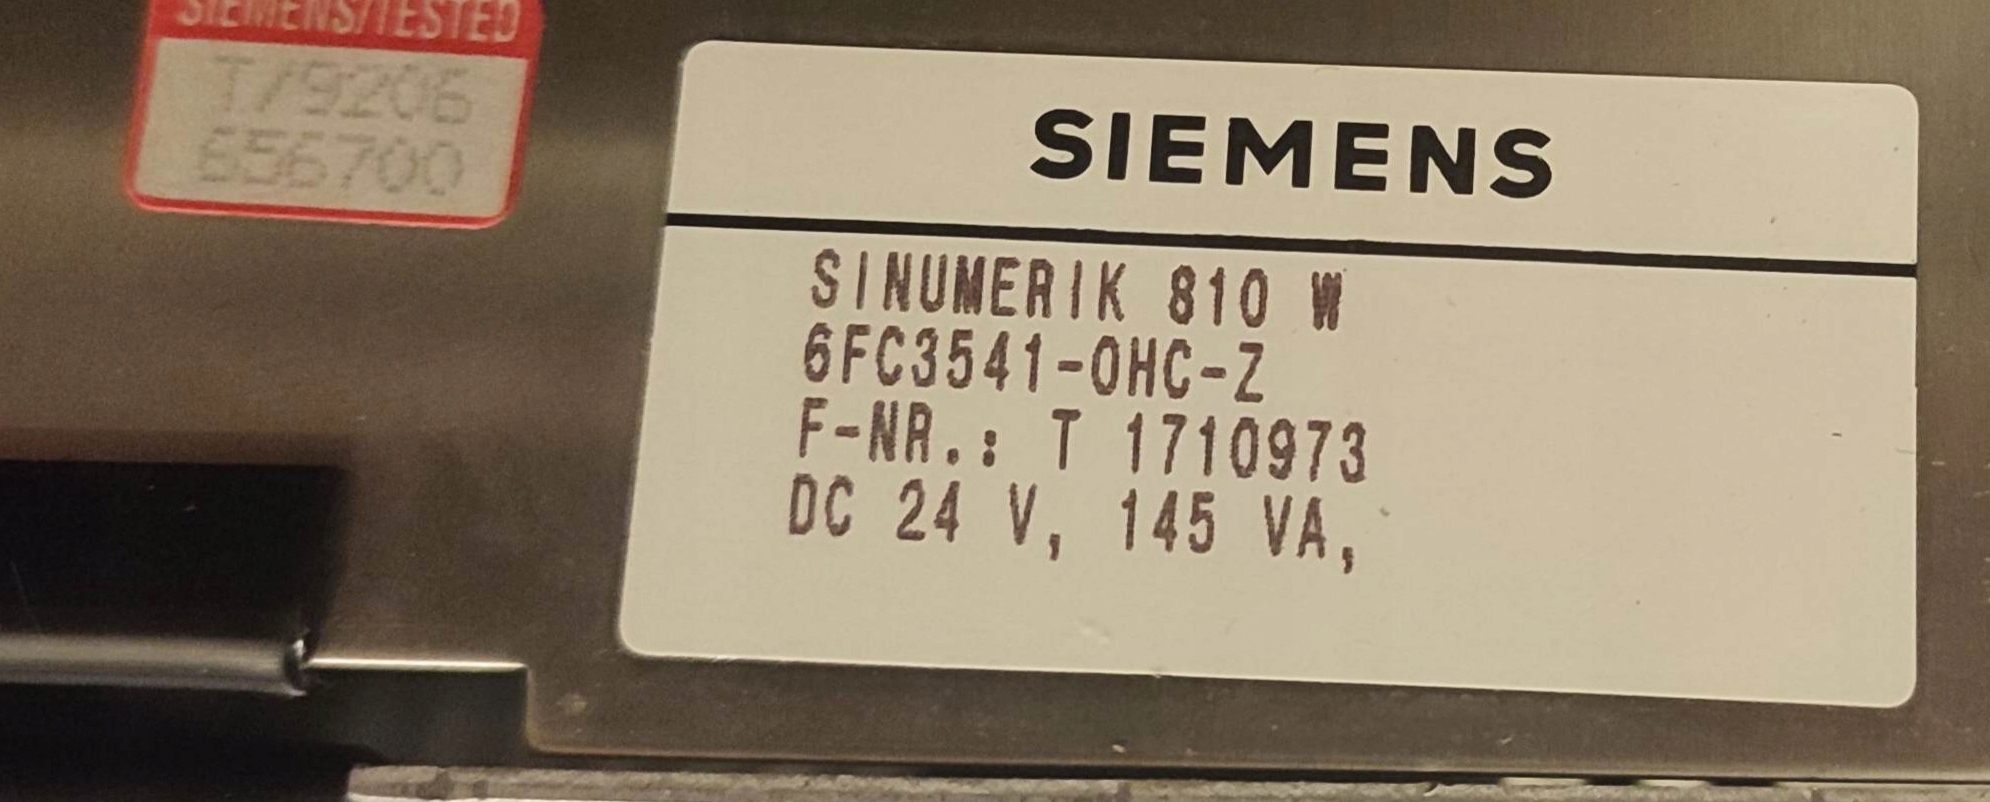 SIEMENS/TESTED
T/9206
656700
SIEMENS
SINUMERIK 810 W
6FC3541-0HC-Z
F-NR.: T 1710973
DC 24 V, 145 VA,